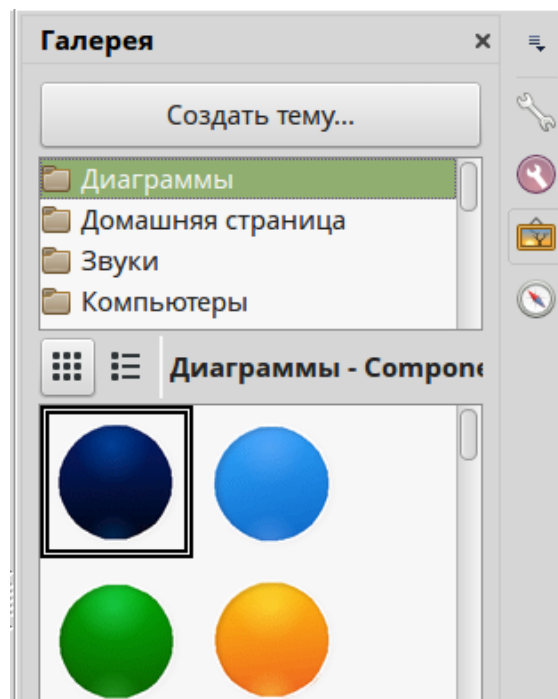 Галерея
Создать тему...
Диаграммы
Домашняя страница
Звуки
Компьютеры
Диаграммы - Compone